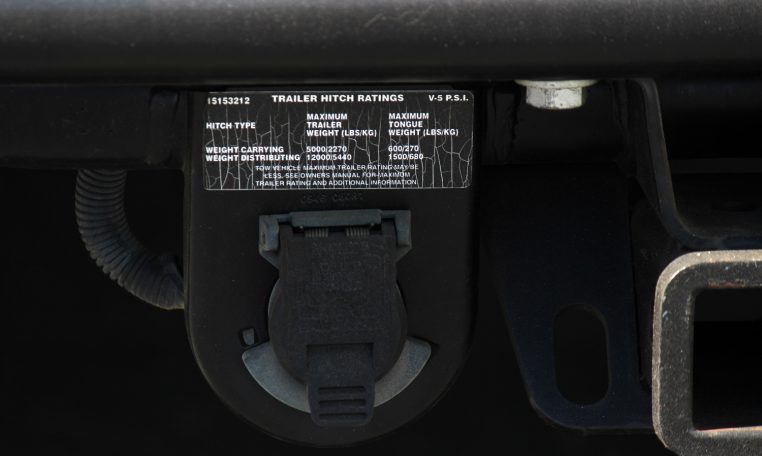 15153212 TRAILER HITCH RATINGS V-5 P.S.I.
MAXIMUM MAXIMUM
TRAILER TONGUE
HITCH TYPE WEIGHT (LBS/KG) WEIGHT (LBS/KG)
WEIGHT CARRYING 5000/2270 600/270
WEIGHT DISTRIBUTING 12000/5440 1500/680
TOW VEHICLE MAXIMUM TRAILER RATING MAY BE
LESS. SEE OWNERS MANUAL FOR MAXIMUM
TRAILER RATING AND ADDITIONAL INFORMATION.